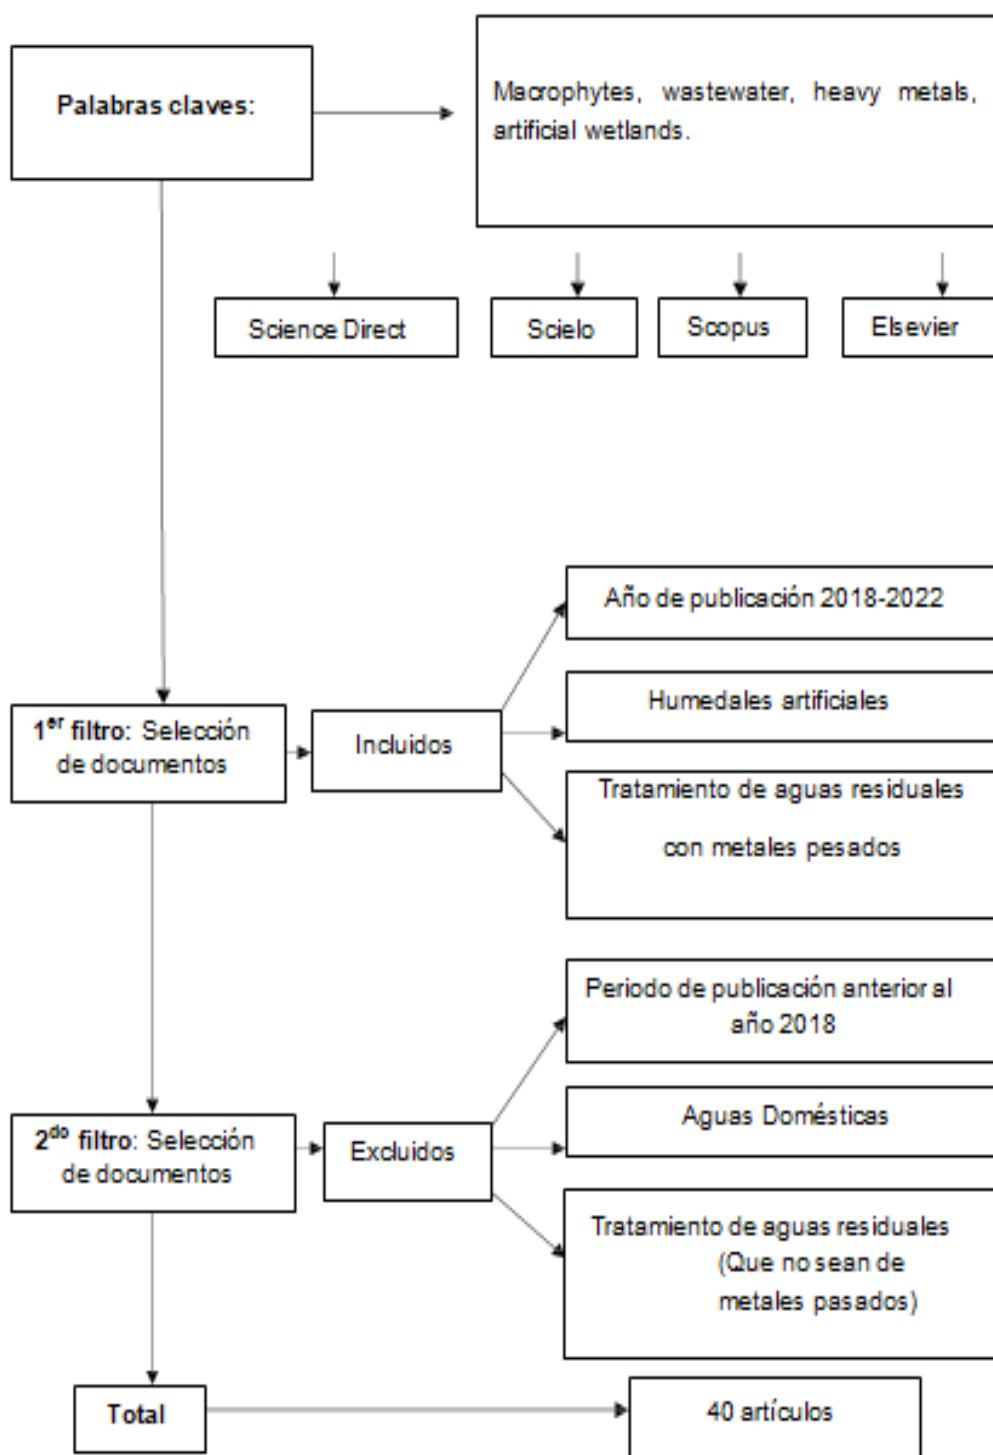 Palabras claves:
Macrophytes, wastewater, heavy metals,
artificial wetlands.
Science Direct
Scielo
Scopus
Elsevier
1er filtro: Selección
de documentos
Incluidos
Año de publicación 2018-2022
Humedales artificiales
Tratamiento de aguas residuales
con metales pesados
2do filtro: Selección
de documentos
Excluidos
Periodo de publicación anterior al
año 2018
Aguas Domésticas
Tratamiento de aguas residuales
(Que no sean de
metales pasados)
Total
40 artículos